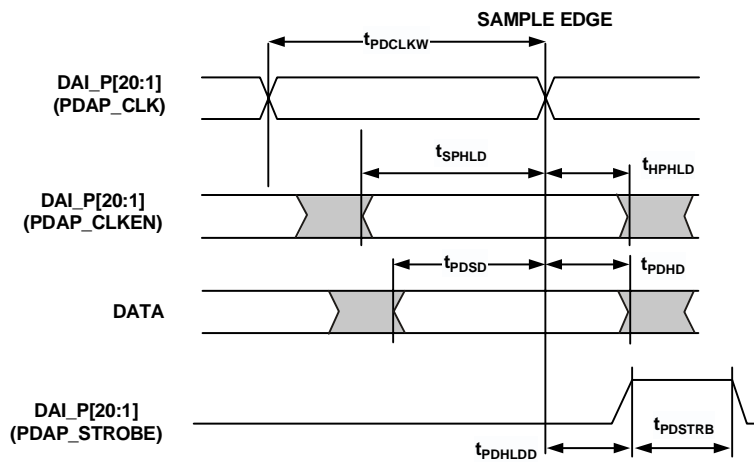 SAMPLE EDGE
tPDCLKW
DAI_P[20:1]
(PDAP_CLK)
tSPHLD
tHPHLD
DAI_P[20:1]
(PDAP_CLKEN)
tPDSD
tPDHD
DATA
DAI_P[20:1]
(PDAP_STROBE)
tPDHLDD
tPDSTRB